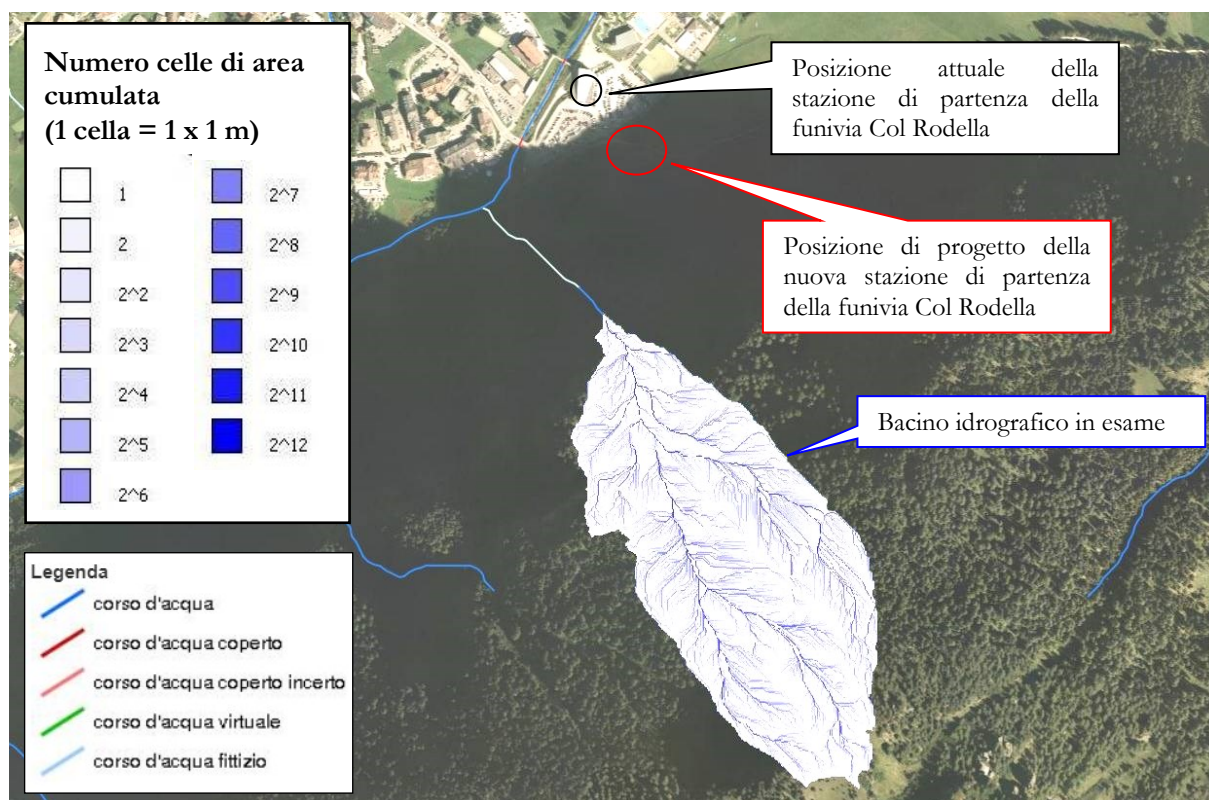 Numero celle di area
cumulata
(1 cella = 1 x 1 m)
1
2
2^2
2^3
2^4
2^5
2^6
2^7
2^8
2^9
2^10
2^11
2^12
Posizione attuale della
stazione di partenza della
funivia Col Rodella
Posizione di progetto della
nuova stazione di partenza
della funivia Col Rodella
Bacino idrografico in esame
Legenda
corso d'acqua
corso d'acqua coperto
corso d'acqua coperto incerto
corso d'acqua virtuale
corso d'acqua fittizio